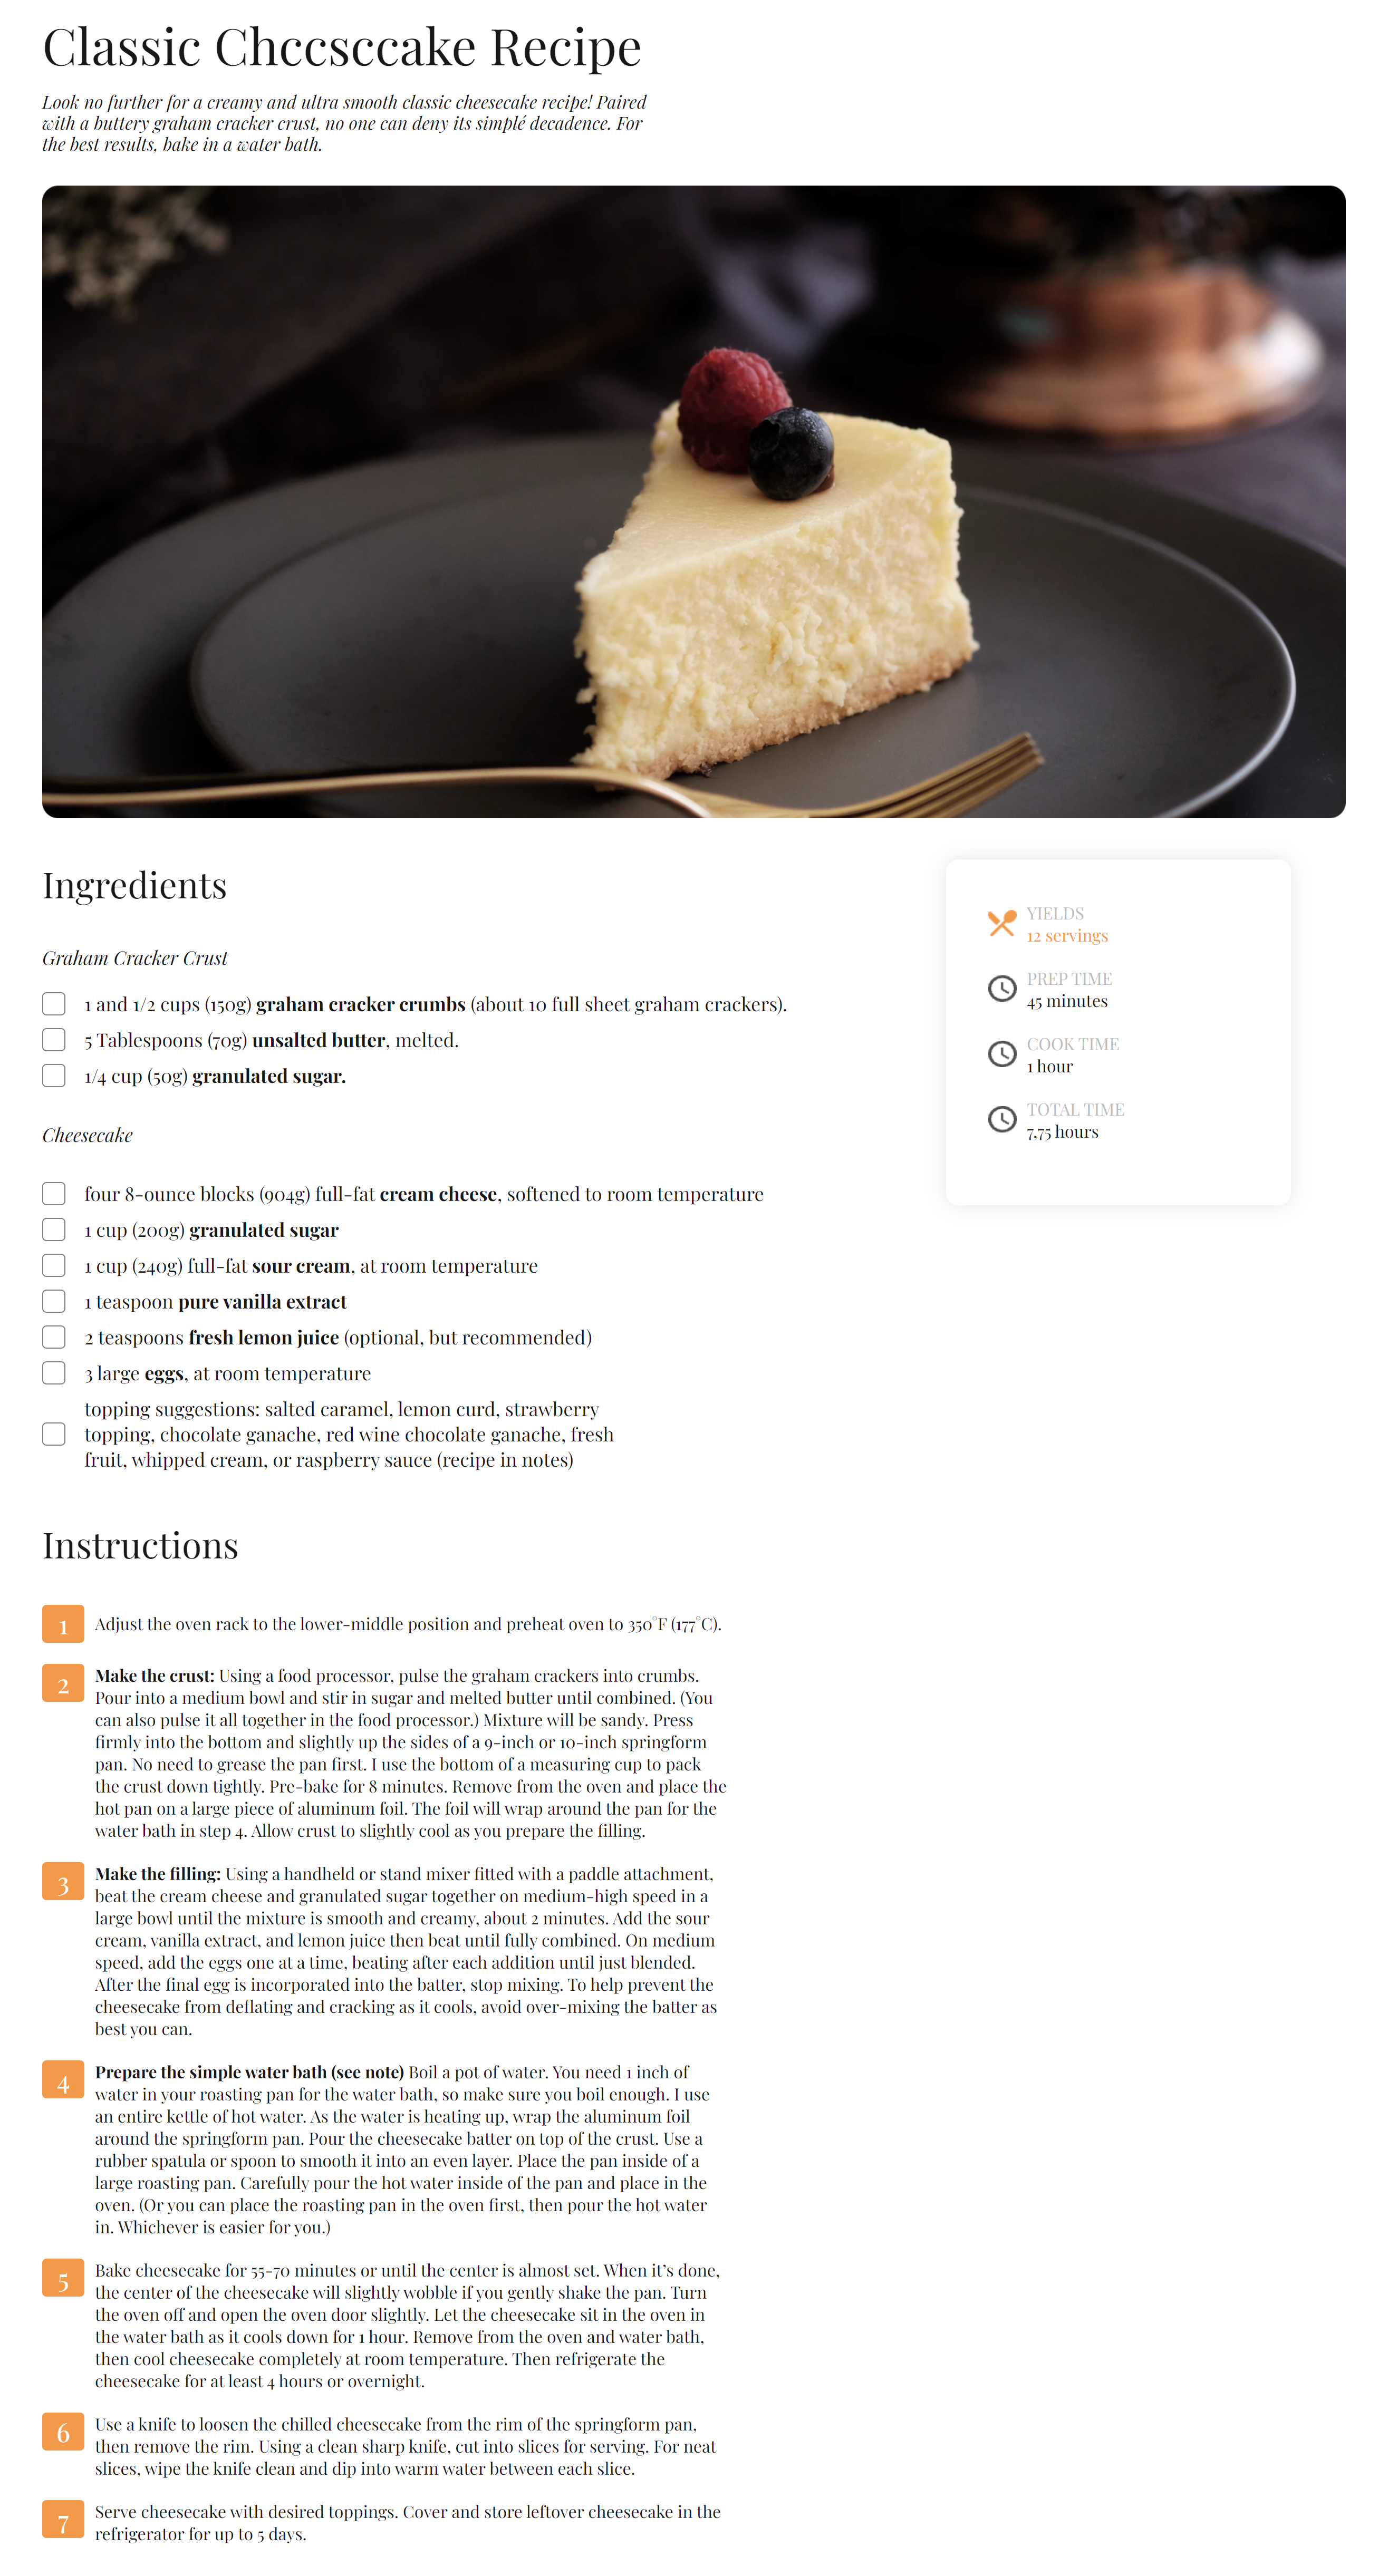 Classic Chccsccake Recipe
Look no further for a creamy and ultra smooth classic cheesecake recipe! Paired
with a buttery graham cracker crust, no one can deny its simplé decadence. For
the best results, bake in a water bath.
Ingredients
Graham Cracker Crust
1 and 1/2 cups (150g) graham cracker crumbs (about 10 full sheet graham crackers).
5 Tablespoons (70g) unsalted butter, melted.
1/4 cup (50g) granulated sugar.
Cheesecake
four 8-ounce blocks (904g) full-fat cream cheese, softened to room temperature
1 cup (200g) granulated sugar
1 cup (240g) full-fat sour cream, at room temperature
1 teaspoon pure vanilla extract
2 teaspoons fresh lemon juice (optional, but recommended)
3 large eggs, at room temperature
topping suggestions: salted caramel, lemon curd, strawberry
topping, chocolate ganache, red wine chocolate ganache, fresh
fruit, whipped cream, or raspberry sauce (recipe in notes)
YIELDS
12 servings
PREP TIME
45 minutes
COOK TIME
1 hour
TOTAL TIME
7,75 hours
Instructions
1 Adjust the oven rack to the lower-middle position and preheat oven to 350°F (177°C).
2 Make the crust: Using a food processor, pulse the graham crackers into crumbs.
Pour into a medium bowl and stir in sugar and melted butter until combined. (You
can also pulse it all together in the food processor.) Mixture will be sandy. Press
firmly into the bottom and slightly up the sides of a 9-inch or 10-inch springform
pan. No need to grease the pan first. I use the bottom of a measuring cup to pack
the crust down tightly. Pre-bake for 8 minutes. Remove from the oven and place the
hot pan on a large piece of aluminum foil. The foil will wrap around the pan for the
water bath in step 4. Allow crust to slightly cool as you prepare the filling.
3 Make the filling: Using a handheld or stand mixer fitted with a paddle attachment,
beat the cream cheese and granulated sugar together on medium-high speed in a
large bowl until the mixture is smooth and creamy, about 2 minutes. Add the sour
cream, vanilla extract, and lemon juice then beat until fully combined. On medium
speed, add the eggs one at a time, beating after each addition until just blended.
After the final egg is incorporated into the batter, stop mixing. To help prevent the
cheesecake from deflating and cracking as it cools, avoid over-mixing the batter as
best you can.
4 Prepare the simple water bath (see note) Boil a pot of water. You need 1 inch of
water in your roasting pan for the water bath, so make sure you boil enough. I use
an entire kettle of hot water. As the water is heating up, wrap the aluminum foil
around the springform pan. Pour the cheesecake batter on top of the crust. Use a
rubber spatula or spoon to smooth it into an even layer. Place the pan inside of a
large roasting pan. Carefully pour the hot water inside of the pan and place in the
oven. (Or you can place the roasting pan in the oven first, then pour the hot water
in. Whichever is easier for you.)
5 Bake cheesecake for 55-70 minutes or until the center is almost set. When it’s done,
the center of the cheesecake will slightly wobble if you gently shake the pan. Turn
the oven off and open the oven door slightly. Let the cheesecake sit in the oven in
the water bath as it cools down for 1 hour. Remove from the oven and water bath,
then cool cheesecake completely at room temperature. Then refrigerate the
cheesecake for at least 4 hours or overnight.
6 Use a knife to loosen the chilled cheesecake from the rim of the springform pan,
then remove the rim. Using a clean sharp knife, cut into slices for serving. For neat
slices, wipe the knife clean and dip into warm water between each slice.
7 Serve cheesecake with desired toppings. Cover and store leftover cheesecake in the
refrigerator for up to 5 days.